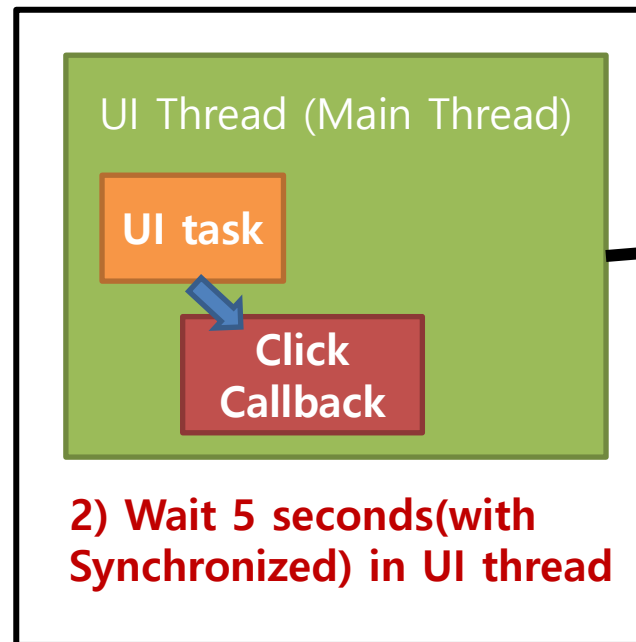 UI Thread (Main Thread)
UI task
Click
Callback
2) Wait 5 seconds(with
Synchronized) in UI thread